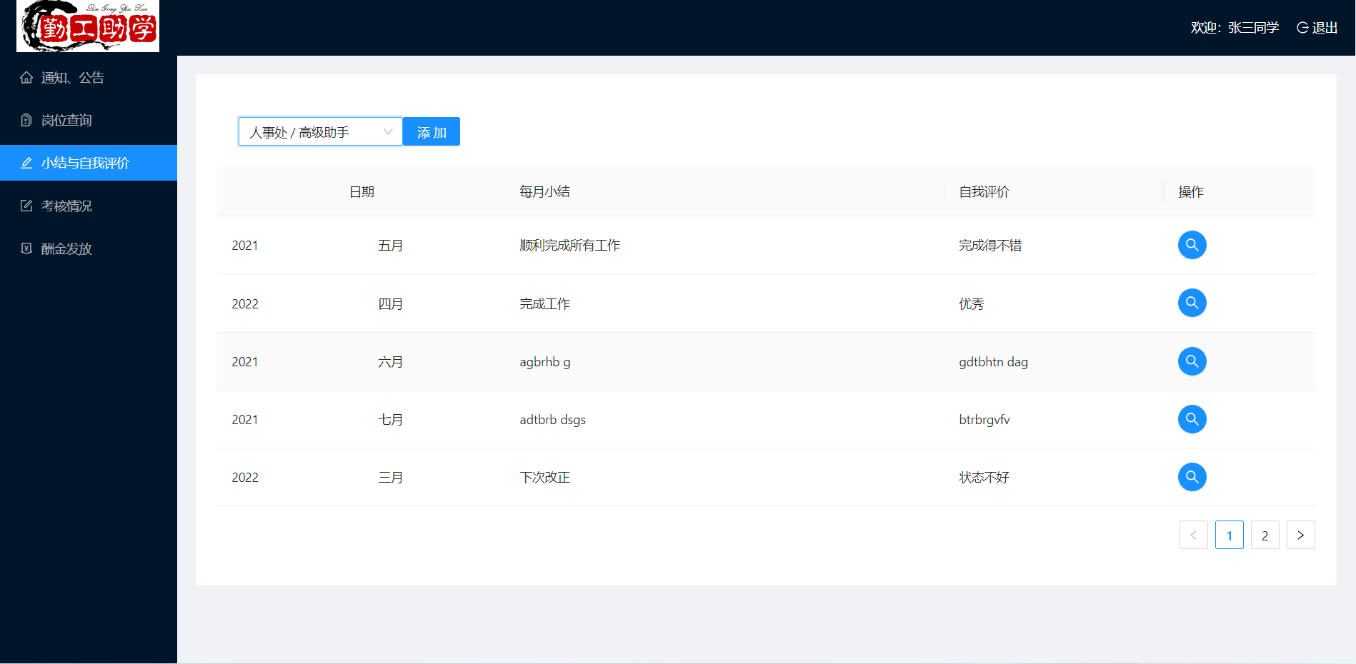 Qin Gong Zhu Xue
勤工助学
欢迎：张三同学 退出
通知、公告
岗位查询
小结与自我评价
考核情况
酬金发放
人事处 / 高级助手 添 加
日期 每月小结 自我评价 操作
2021 五月 顺利完成所有工作 完成得不错
2022 四月 完成工作 优秀
2021 六月 agbrhb g gdtbhtn dag
2021 七月 adtbrb dsgs btrbrgvfv
2022 三月 下次改正 状态不好
< 1 2 >